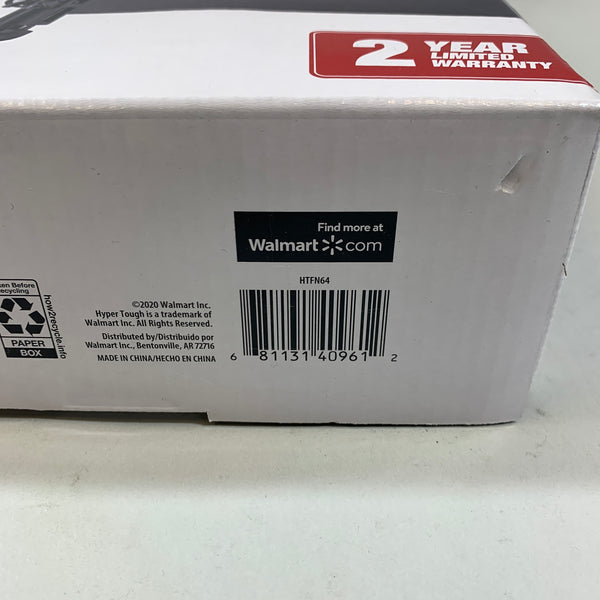 2 YEAR
LIMITED
WARRANTY
Find more at
Walmart com
HTFN64
©2020 Walmart Inc.
Hyper Tough is a trademark of
Walmart Inc. All Rights Reserved.
Distributed by/Distribuido por
Walmart Inc., Bentonville, AR 72716
MADE IN CHINA/HECHO EN CHINA
6 81131 40961 2
Before
PAPER
BOX
how2recycle.info